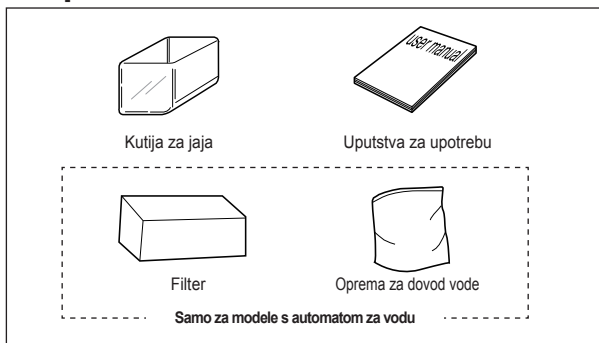 user manual
Kutija za jaja
Uputstva za upotrebu
Filter
Oprema za dovod vode
Samo za modele s automatom za vodu